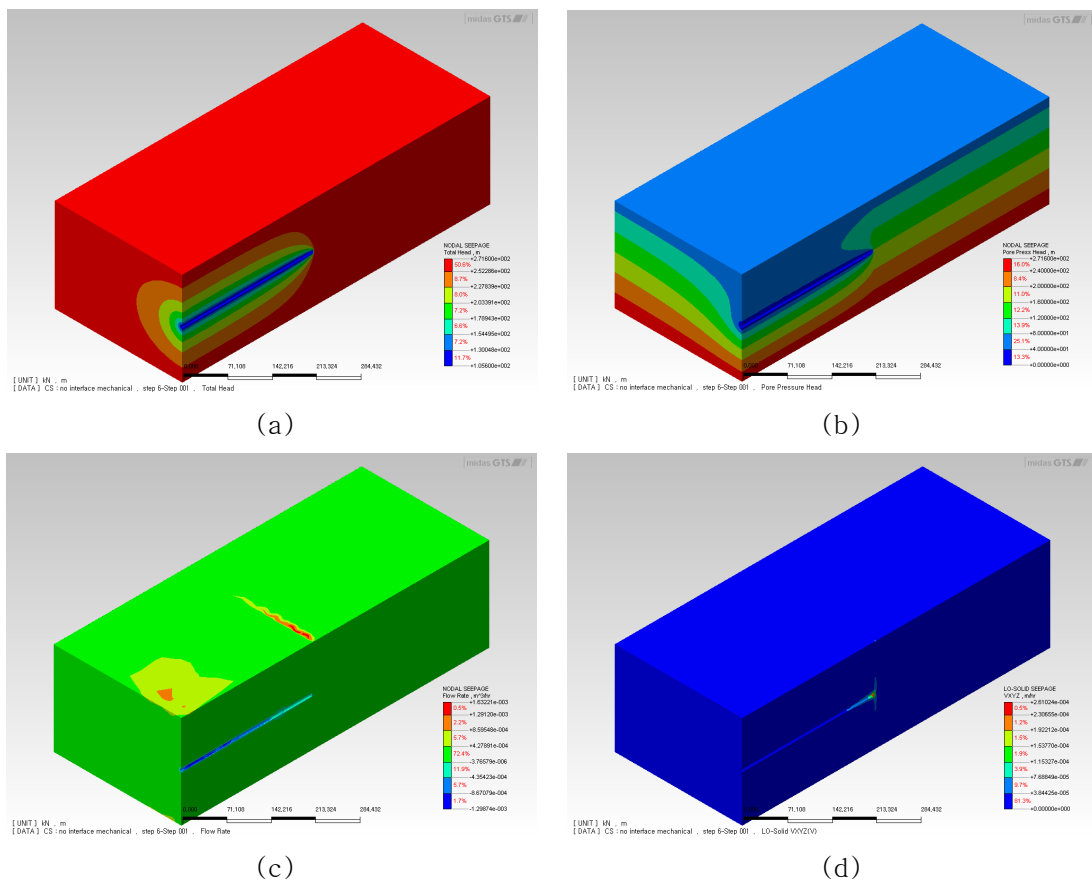 midas GTS
NODAL SEEPAGE
Total Head , m
+2.71600e+002
50.6%
+2.52286e+002
8.7%
+2.27839e+002
8.0%
+2.03391e+002
7.2%
+1.78943e+002
6.6%
+1.54495e+002
7.2%
+1.30048e+002
11.7%
+1.05600e+002
0.000 71,108 142,216 213,324 284,432
[ UNIT ] kN , m
[ DATA ] CS : no interface mechanical , step 6-Step 001 , Total Head
(a)
midas GTS
NODAL SEEPAGE
Pore Press Head , m
+2.71600e+002
16.0%
+2.40000e+002
8.4%
+2.00000e+002
11.0%
+1.60000e+002
12.2%
+1.20000e+002
13.9%
+8.00000e+001
25.1%
+4.00000e+001
13.3%
+0.00000e+000
0.000 71,108 142,216 213,324 284,432
[ UNIT ] kN , m
[ DATA ] CS : no interface mechanical , step 6-Step 001 , Pore Pressure Head
(b)
midas GTS
NODAL SEEPAGE
Flow Rate , m^3/hr
+1.63221e-003
0.5%
+1.29120e-003
2.2%
+8.59548e-004
5.7%
+4.27891e-004
72.4%
-3.76579e-006
11.9%
-4.35423e-004
5.7%
-8.67079e-004
1.7%
-1.29874e-003
0.000 71,108 142,216 213,324 284,432
[ UNIT ] kN , m
[ DATA ] CS : no interface mechanical , step 6-Step 001 , Flow Rate
(c)
midas GTS
LO-SOLID SEEPAGE
VXYZ , m/hr
+2.61024e-004
0.5%
+2.30655e-004
1.2%
+1.92212e-004
1.5%
+1.53770e-004
1.9%
+1.15327e-004
3.9%
+7.68849e-005
9.7%
+3.84425e-005
81.3%
+0.00000e+000
0.000 71,108 142,216 213,324 284,432
[ UNIT ] kN , m
[ DATA ] CS : no interface mechanical , step 6-Step 001 , LO-Solid VXYZ(V)
(d)